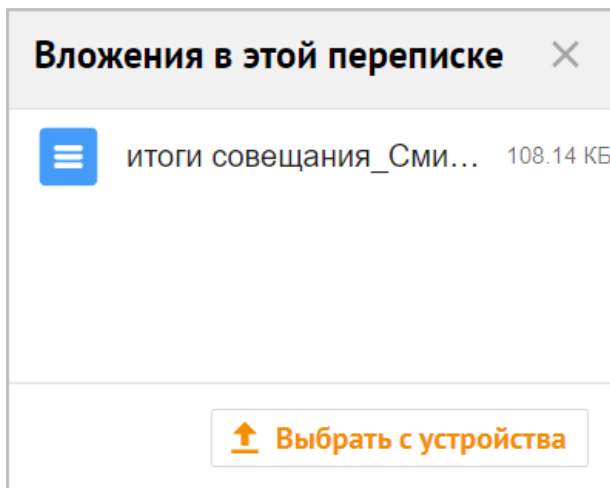 Вложения в этой переписке
итоги совещания_Сми... 108.14 КБ
Выбрать с устройства